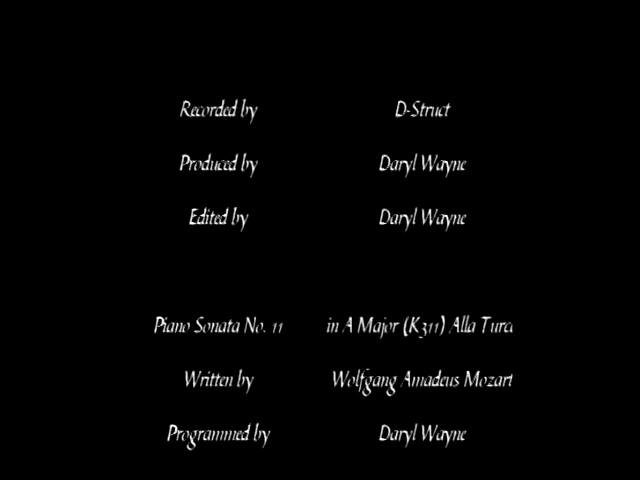 Recorded by D-Struct
Produced by Daryl Wayne
Edited by Daryl Wayne
Piano Sonata No. 11 in A Major (K311) Alla Turc
Written by Wolfgang Amadeus Mozart
Programmed by Daryl Wayne